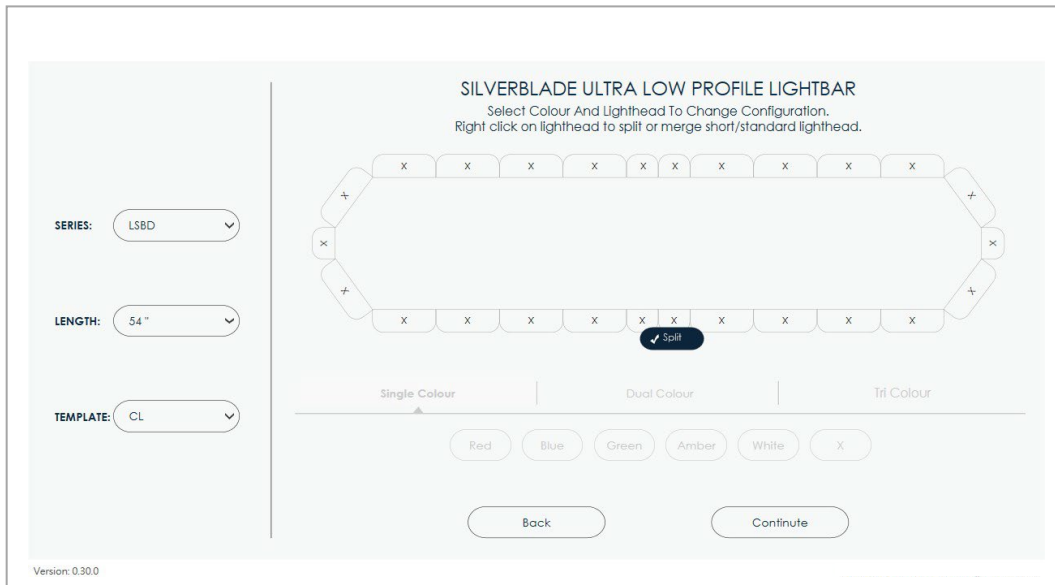 SILVERBLADE ULTRA LOW PROFILE LIGHTBAR
Select Colour And Lighthead To Change Configuration.
Right click on lighthead to split or merge short/standard lighthead.
X X X X X X X X X X
X X
SERIES: LSBD
X X
X X
LENGTH: 54 "
X X X X X X X X X X
✓ Split
Single Colour Dual Colour Tri Colour
TEMPLATE: CL
Red Blue Green Amber White X
Back Continute
Version: 0.30.0